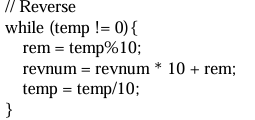 // Reverse
while (temp != 0){
    rem = temp%10;
    revnum = revnum * 10 + rem;
    temp = temp/10;
}